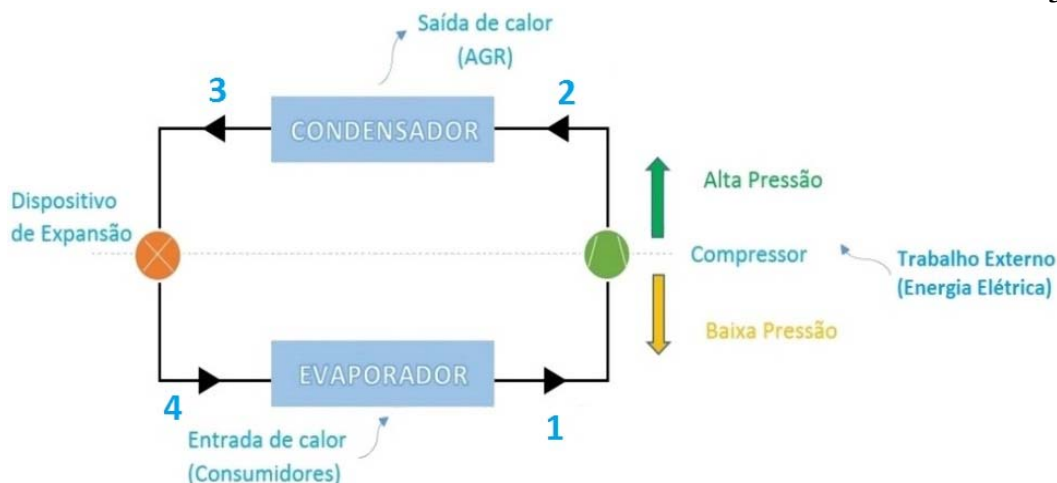 Saída de calor
(AGR)
3
2
CONDENSADOR
Alta Pressão
Dispositivo
de Expansão
Compressor
Trabalho Externo
(Energia Elétrica)
Baixa Pressão
EVAPORADOR
4
1
Entrada de calor
(Consumidores)